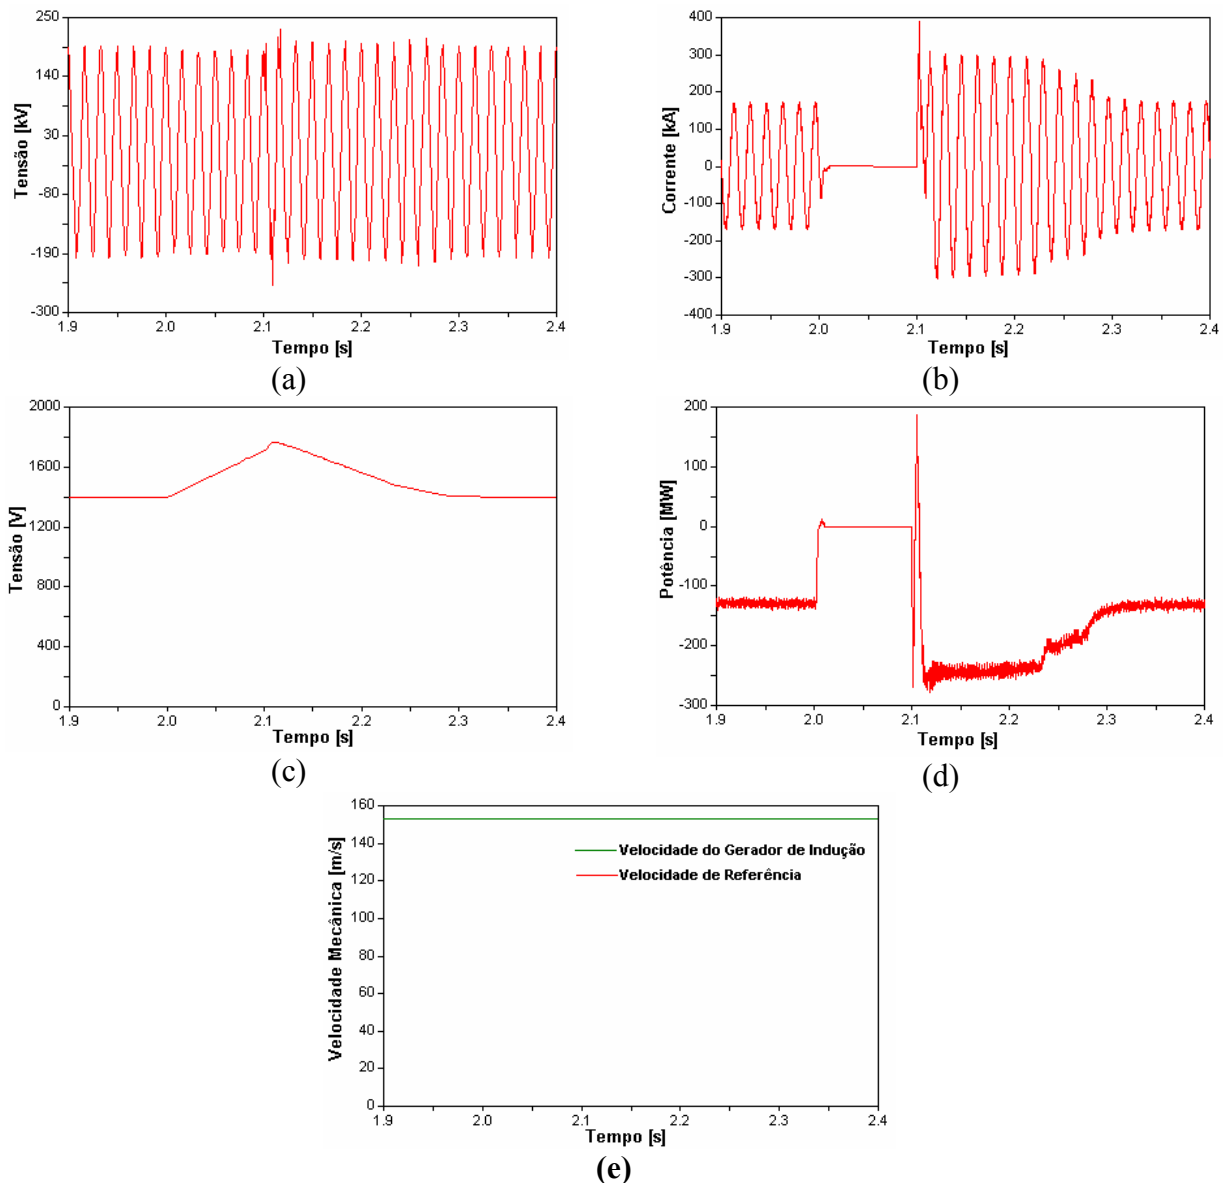 Tensão [kV]
250
140
30
-80
-190
-300
1.9 2.0 2.1 2.2 2.3 2.4
Tempo [s]
(a)
Corrente [kA]
400
300
200
100
0
-100
-200
-300
-400
1.9 2.0 2.1 2.2 2.3 2.4
Tempo [s]
(b)
Tensão [V]
2000
1600
1200
800
400
0
1.9 2.0 2.1 2.2 2.3 2.4
Tempo [s]
(c)
Potência [MW]
200
100
0
-100
-200
-300
1.9 2.0 2.1 2.2 2.3 2.4
Tempo [s]
(d)
Velocidade Mecânica [m/s]
160
140
120
100
80
60
40
20
0
Velocidade do Gerador de Indução
Velocidade de Referência
1.9 2.0 2.1 2.2 2.3 2.4
Tempo [s]
(e)